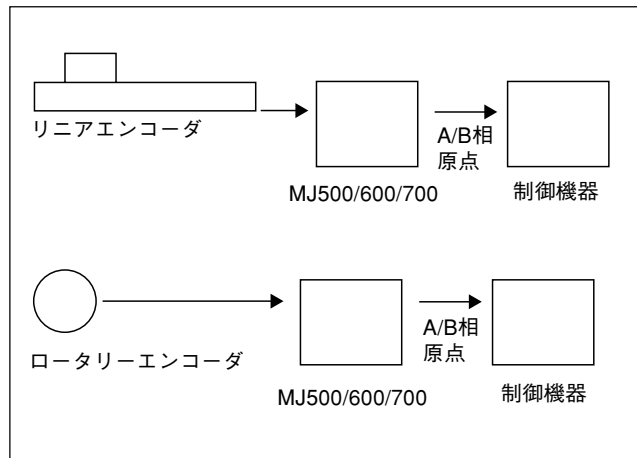 リニアエンコーダ
A/B相
原点
MJ500/600/700
制御機器
A/B相
原点
ロータリーエンコーダ
MJ500/600/700
制御機器